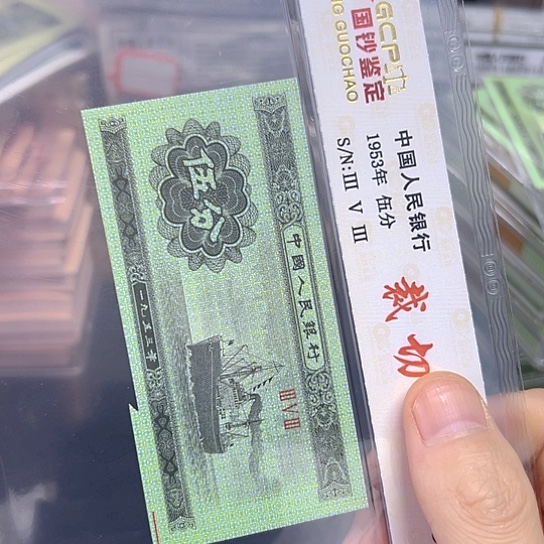 GCP
国钞鉴定
NG GUOCHAO
中国人民银行
1953年 伍分
S/N:III V III
裁切
中國人民銀行
伍分
一九五三年
III V III